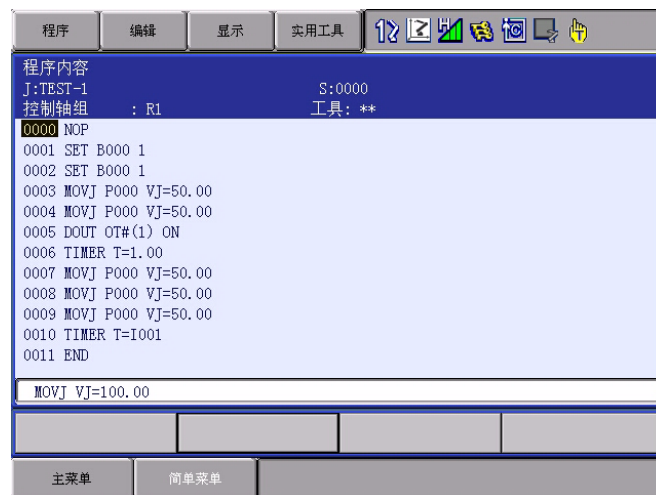 程序 编辑 显示 实用工具
程序内容
J:TEST-1 S:0000
控制轴组 : R1 工具: **
0000 NOP
0001 SET B000 1
0002 SET B000 1
0003 MOVJ P000 VJ=50.00
0004 MOVJ P000 VJ=50.00
0005 DOUT OT#(1) ON
0006 TIMER T=1.00
0007 MOVJ P000 VJ=50.00
0008 MOVJ P000 VJ=50.00
0009 MOVJ P000 VJ=50.00
0010 TIMER T=I001
0011 END
MOVJ VJ=100.00
主菜单 简单菜单